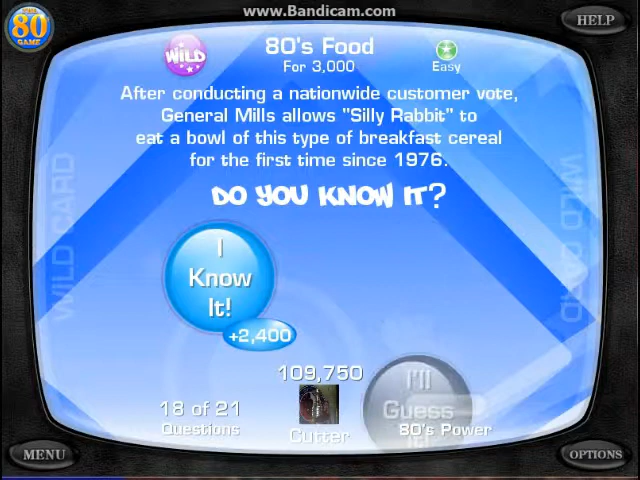 www.Bandicam.com
80
GAME
HELP
WILD
80's Food
For 3,000
Easy
After conducting a nationwide customer vote,
General Mills allows "Silly Rabbit" to
eat a bowl of this type of breakfast cereal
for the first time since 1976.
DO YOU KNOW IT?
WILD CARD
WILD CARD
I
Know
It!
+2,400
109,750
I'll
Guess
It!
18 of 21
Questions
Cutter
80's Power
MENU
OPTIONS